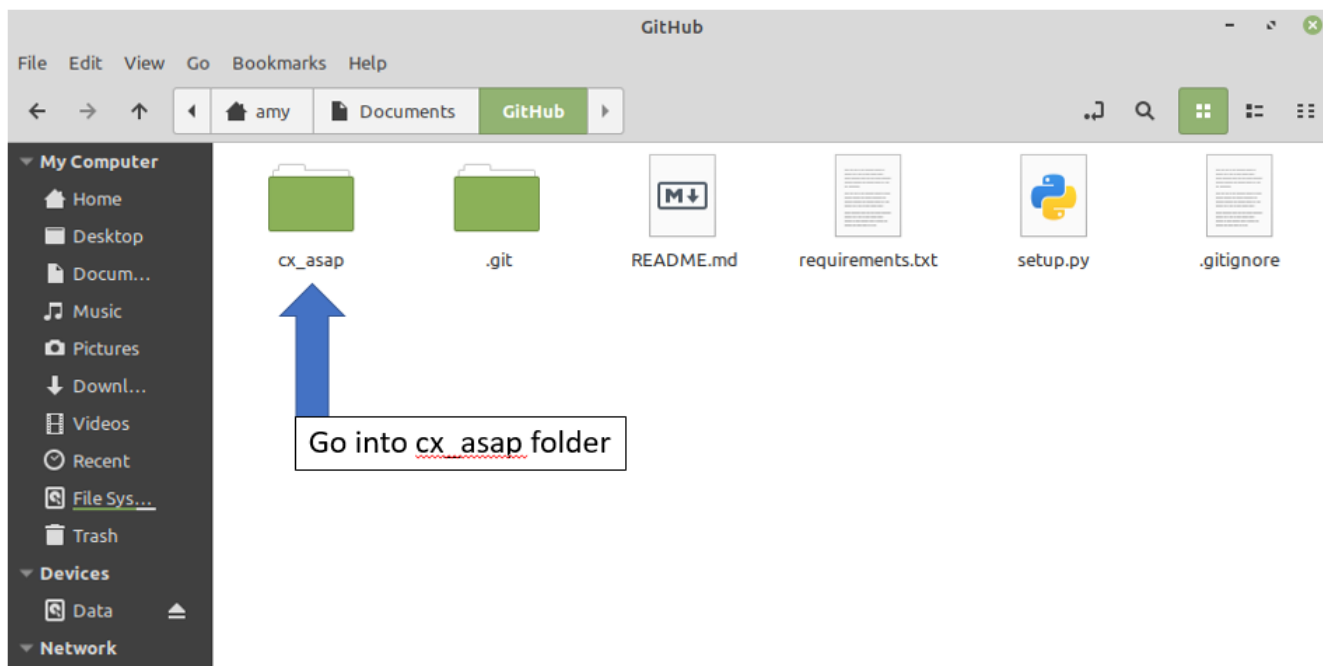 GitHub
File Edit View Go Bookmarks Help
amy Documents GitHub
My Computer
Home
Desktop
Docum...
Music
Pictures
Downl...
Videos
Recent
File Sys...
Trash
Devices
Data
Network
cx_asap .git README.md requirements.txt setup.py .gitignore
Go into cx_asap folder